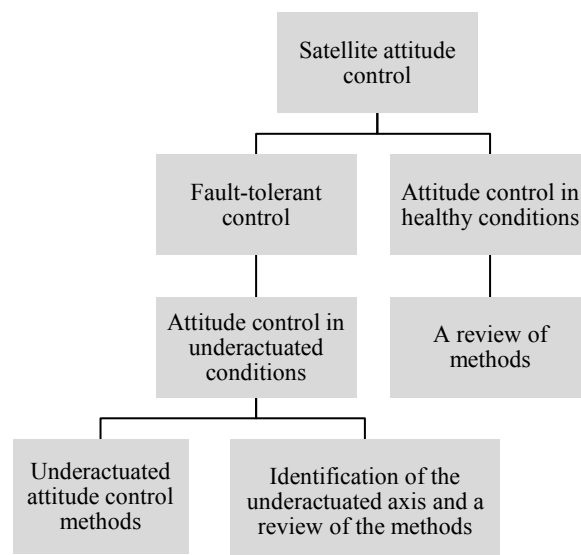 Satellite attitude
control
Fault-tolerant
control
Attitude control in
healthy conditions
Attitude control in
underactuated
conditions
A review of
methods
Underactuated
attitude control
methods
Identification of the
underactuated axis and a
review of the methods